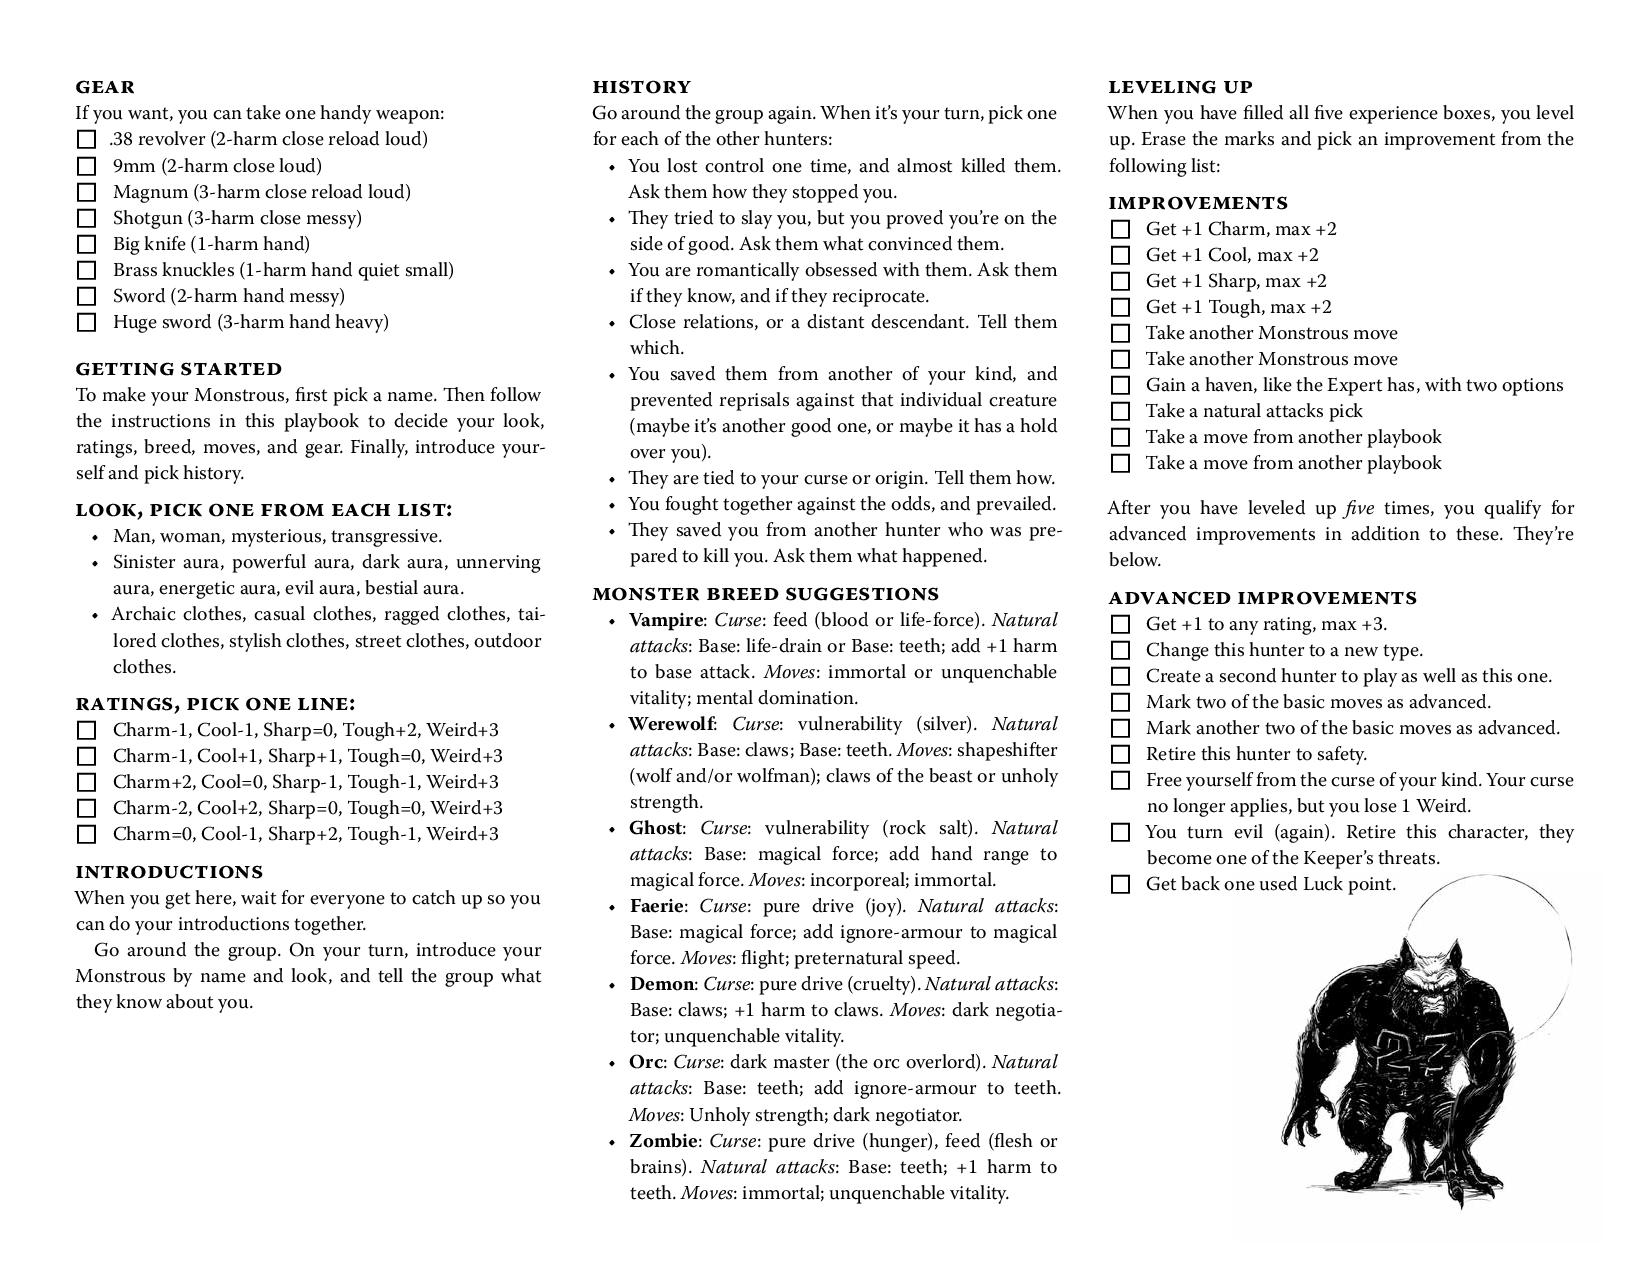 GEAR
If you want, you can take one handy weapon:
.38 revolver (2-harm close reload loud)
9mm (2-harm close loud)
Magnum (3-harm close reload loud)
Shotgun (3-harm close messy)
Big knife (1-harm hand)
Brass knuckles (1-harm hand quiet small)
Sword (2-harm hand messy)
Huge sword (3-harm hand heavy)
GETTING STARTED
To make your Monstrous, first pick a name. Then follow
the instructions in this playbook to decide your look,
ratings, breed, moves, and gear. Finally, introduce your-
self and pick history.
LOOK, PICK ONE FROM EACH LIST:
• Man, woman, mysterious, transgressive.
• Sinister aura, powerful aura, dark aura, unnerving
aura, energetic aura, evil aura, bestial aura.
• Archaic clothes, casual clothes, ragged clothes, tai-
lored clothes, stylish clothes, street clothes, outdoor
clothes.
RATINGS, PICK ONE LINE:
Charm-1, Cool-1, Sharp=0, Tough+2, Weird+3
Charm-1, Cool+1, Sharp+1, Tough=0, Weird+3
Charm+2, Cool=0, Sharp-1, Tough-1, Weird+3
Charm-2, Cool+2, Sharp=0, Tough=0, Weird+3
Charm=0, Cool-1, Sharp+2, Tough-1, Weird+3
INTRODUCTIONS
When you get here, wait for everyone to catch up so you
can do your introductions together.
Go around the group. On your turn, introduce your
Monstrous by name and look, and tell the group what
they know about you.
HISTORY
Go around the group again. When it's your turn, pick one
for each of the other hunters:
• You lost control one time, and almost killed them.
Ask them how they stopped you.
• They tried to slay you, but you proved you're on the
side of good. Ask them what convinced them.
• You are romantically obsessed with them. Ask them
if they know, and if they reciprocate.
• Close relations, or a distant descendant. Tell them
which.
• You saved them from another of your kind, and
prevented reprisals against that individual creature
(maybe it's another good one, or maybe it has a hold
over you).
• They are tied to your curse or origin. Tell them how.
• You fought together against the odds, and prevailed.
• They saved you from another hunter who was pre-
pared to kill you. Ask them what happened.
MONSTER BREED SUGGESTIONS
• Vampire: Curse: feed (blood or life-force). Natural
attacks: Base: life-drain or Base: teeth; add +1 harm
to base attack. Moves: immortal or unquenchable
vitality; mental domination.
• Werewolf: Curse: vulnerability (silver). Natural
attacks: Base: claws; Base: teeth. Moves: shapeshifter
(wolf and/or wolfman); claws of the beast or unholy
strength.
• Ghost: Curse: vulnerability (rock salt). Natural
attacks: Base: magical force; add hand range to
magical force. Moves: incorporeal; immortal.
• Faerie: Curse: pure drive (joy). Natural attacks:
Base: magical force; add ignore-armour to magical
force. Moves: flight; preternatural speed.
• Demon: Curse: pure drive (cruelty). Natural attacks:
Base: claws; +1 harm to claws. Moves: dark negotia-
tor; unquenchable vitality.
• Orc: Curse: dark master (the orc overlord). Natural
attacks: Base: teeth; add ignore-armour to teeth.
Moves: Unholy strength; dark negotiator.
• Zombie: Curse: pure drive (hunger), feed (flesh or
brains). Natural attacks: Base: teeth; +1 harm to
teeth. Moves: immortal; unquenchable vitality.
LEVELING UP
When you have filled all five experience boxes, you level
up. Erase the marks and pick an improvement from the
following list:
IMPROVEMENTS
Get +1 Charm, max +2
Get +1 Cool, max +2
Get +1 Sharp, max +2
Get +1 Tough, max +2
Take another Monstrous move
Take another Monstrous move
Gain a haven, like the Expert has, with two options
Take a natural attacks pick
Take a move from another playbook
Take a move from another playbook
After you have leveled up five times, you qualify for
advanced improvements in addition to these. They're
below.
ADVANCED IMPROVEMENTS
Get +1 to any rating, max +3.
Change this hunter to a new type.
Create a second hunter to play as well as this one.
Mark two of the basic moves as advanced.
Mark another two of the basic moves as advanced.
Retire this hunter to safety.
Free yourself from the curse of your kind. Your curse
no longer applies, but you lose 1 Weird.
You turn evil (again). Retire this character, they
become one of the Keeper's threats.
Get back one used Luck point.
27